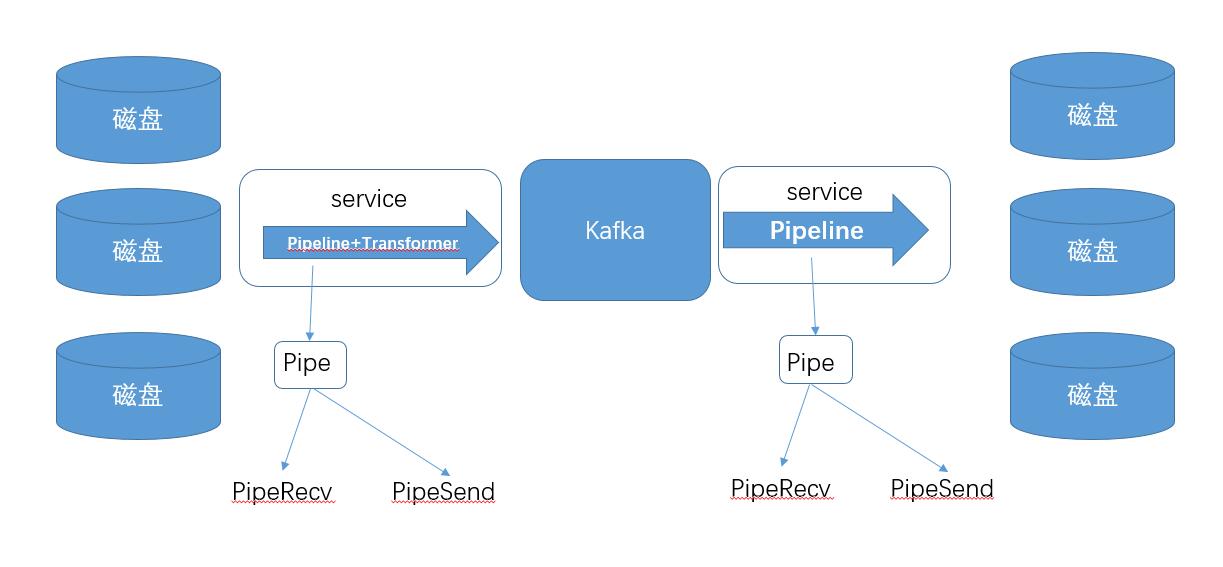 磁盘
磁盘
磁盘
service
Pipeline+Transformer
Pipe
PipeRecv
PipeSend
Kafka
service
Pipeline
Pipe
PipeRecv
PipeSend
磁盘
磁盘
磁盘